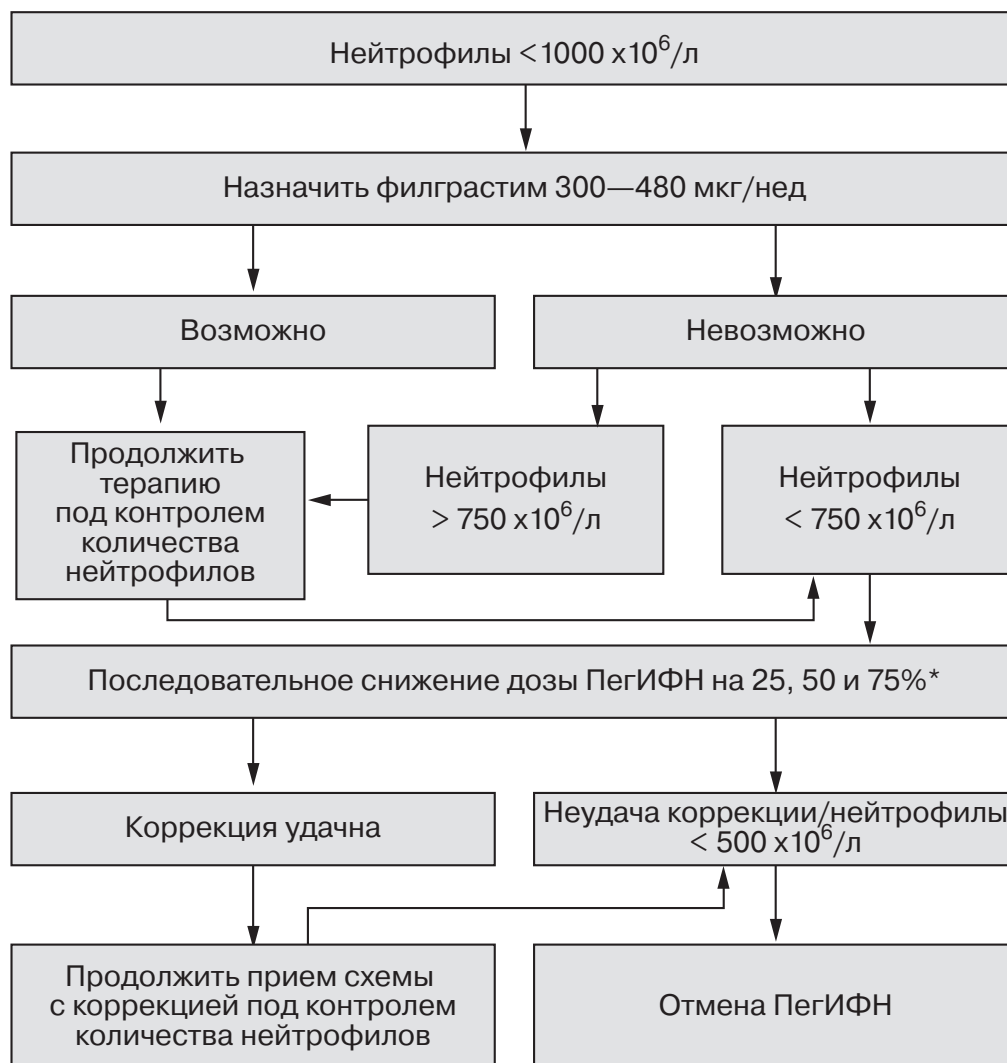 Нейтрофилы <1000 x10⁶/л
Назначить филграстим 300—480 мкг/нед
Возможно
Невозможно
Продолжить
терапию
под контролем
количества
нейтрофилов
Нейтрофилы
> 750 x10⁶/л
Нейтрофилы
< 750 x10⁶/л
Последовательное снижение дозы ПегИФН на 25, 50 и 75%*
Коррекция удачна
Неудача коррекции/нейтрофилы
< 500 x10⁶/л
Продолжить прием схемы
с коррекцией под контролем
количества нейтрофилов
Отмена ПегИФН